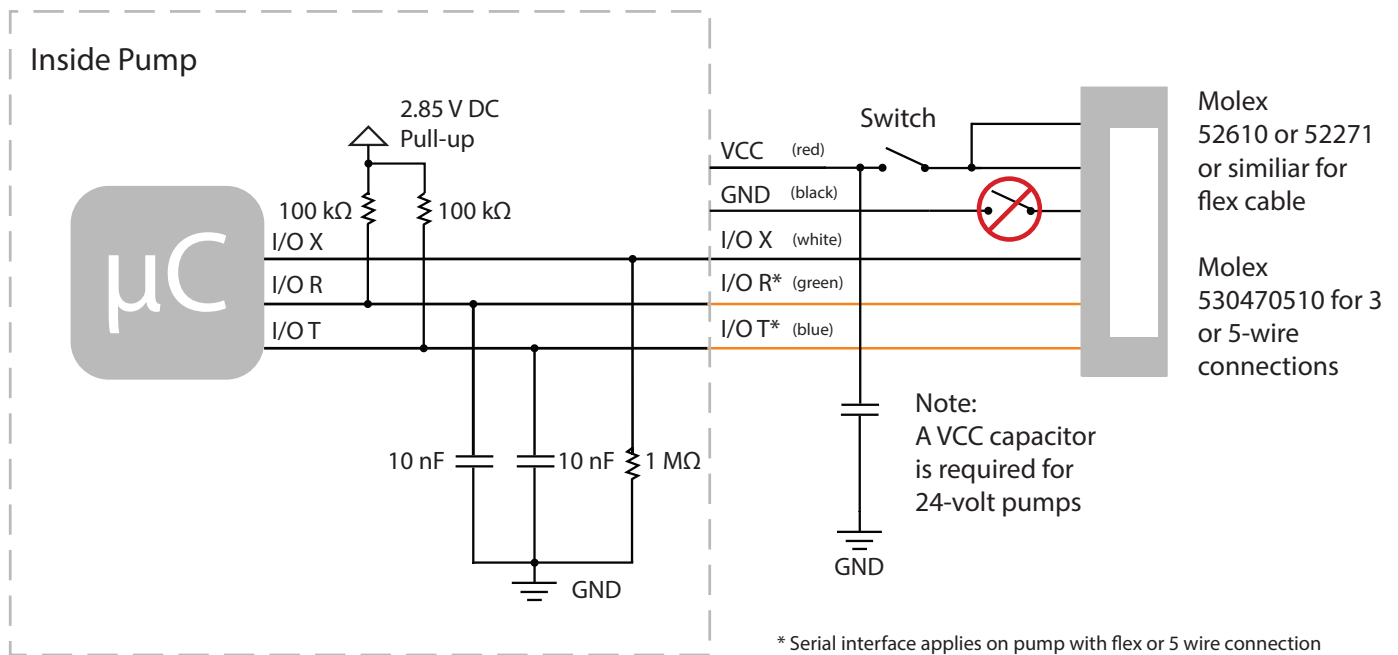 Inside Pump
2.85 V DC
Pull-up
100 kΩ
100 kΩ
µC
I/O X
I/O R
I/O T
10 nF
10 nF
1 MΩ
GND
VCC (red)
GND (black)
I/O X (white)
I/O R* (green)
I/O T* (blue)
Switch
Note:
A VCC capacitor
is required for
24-volt pumps
GND
Molex
52610 or 52271
or similiar for
flex cable
Molex
530470510 for 3
or 5-wire
connections
* Serial interface applies on pump with flex or 5 wire connection